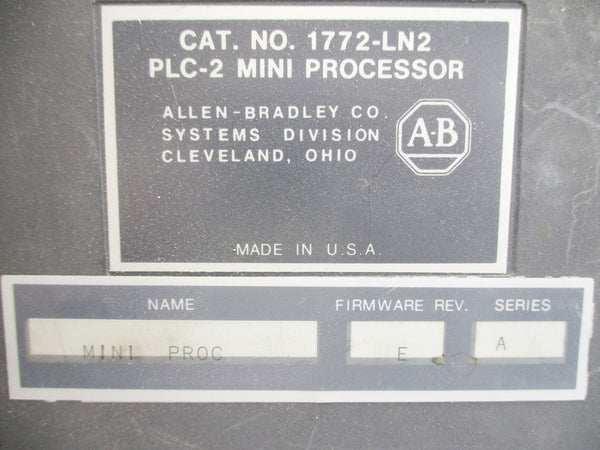 CAT. NO. 1772-LN2
PLC-2 MINI PROCESSOR
ALLEN-BRADLEY CO.
SYSTEMS DIVISION
CLEVELAND, OHIO
A·B
MADE IN U.S.A.
NAME FIRMWARE REV. SERIES
MINI PROC E A